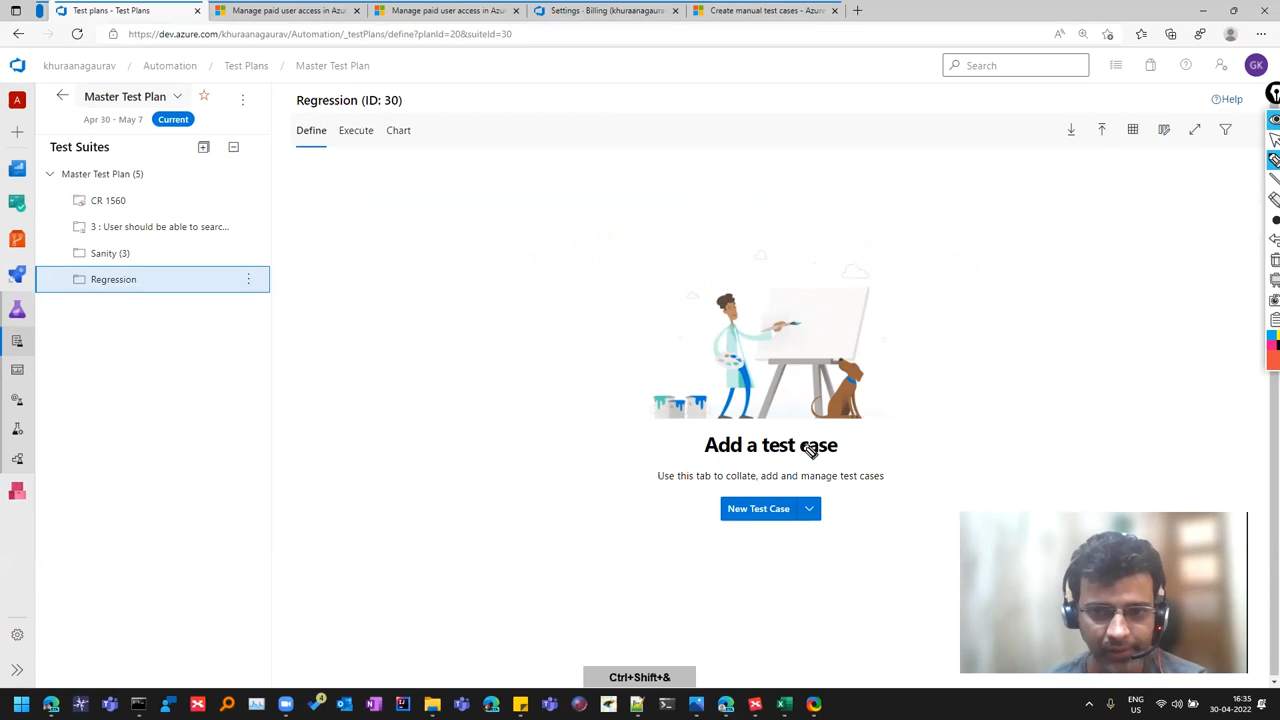 Test plans - Test Plans
Manage paid user access in Azur
Manage paid user access in Azur
Settings - Billing (khuraanagaurav
Create manual test cases - Azure
https://dev.azure.com/khuraanagaurav/Automation/_testPlans/define?planId=20&suiteId=30
khuraanagaurav / Automation / Test Plans / Master Test Plan
Search
GK
A
Master Test Plan
Apr 30 - May 7 Current
Test Suites
Master Test Plan (5)
CR 1560
3 : User should be able to searc...
Sanity (3)
Regression
Regression (ID: 30)
Help
Define Execute Chart
Add a test case
Use this tab to collate, add and manage test cases
New Test Case
Ctrl+Shift+&
4
ENG
US
16:35
30-04-2022